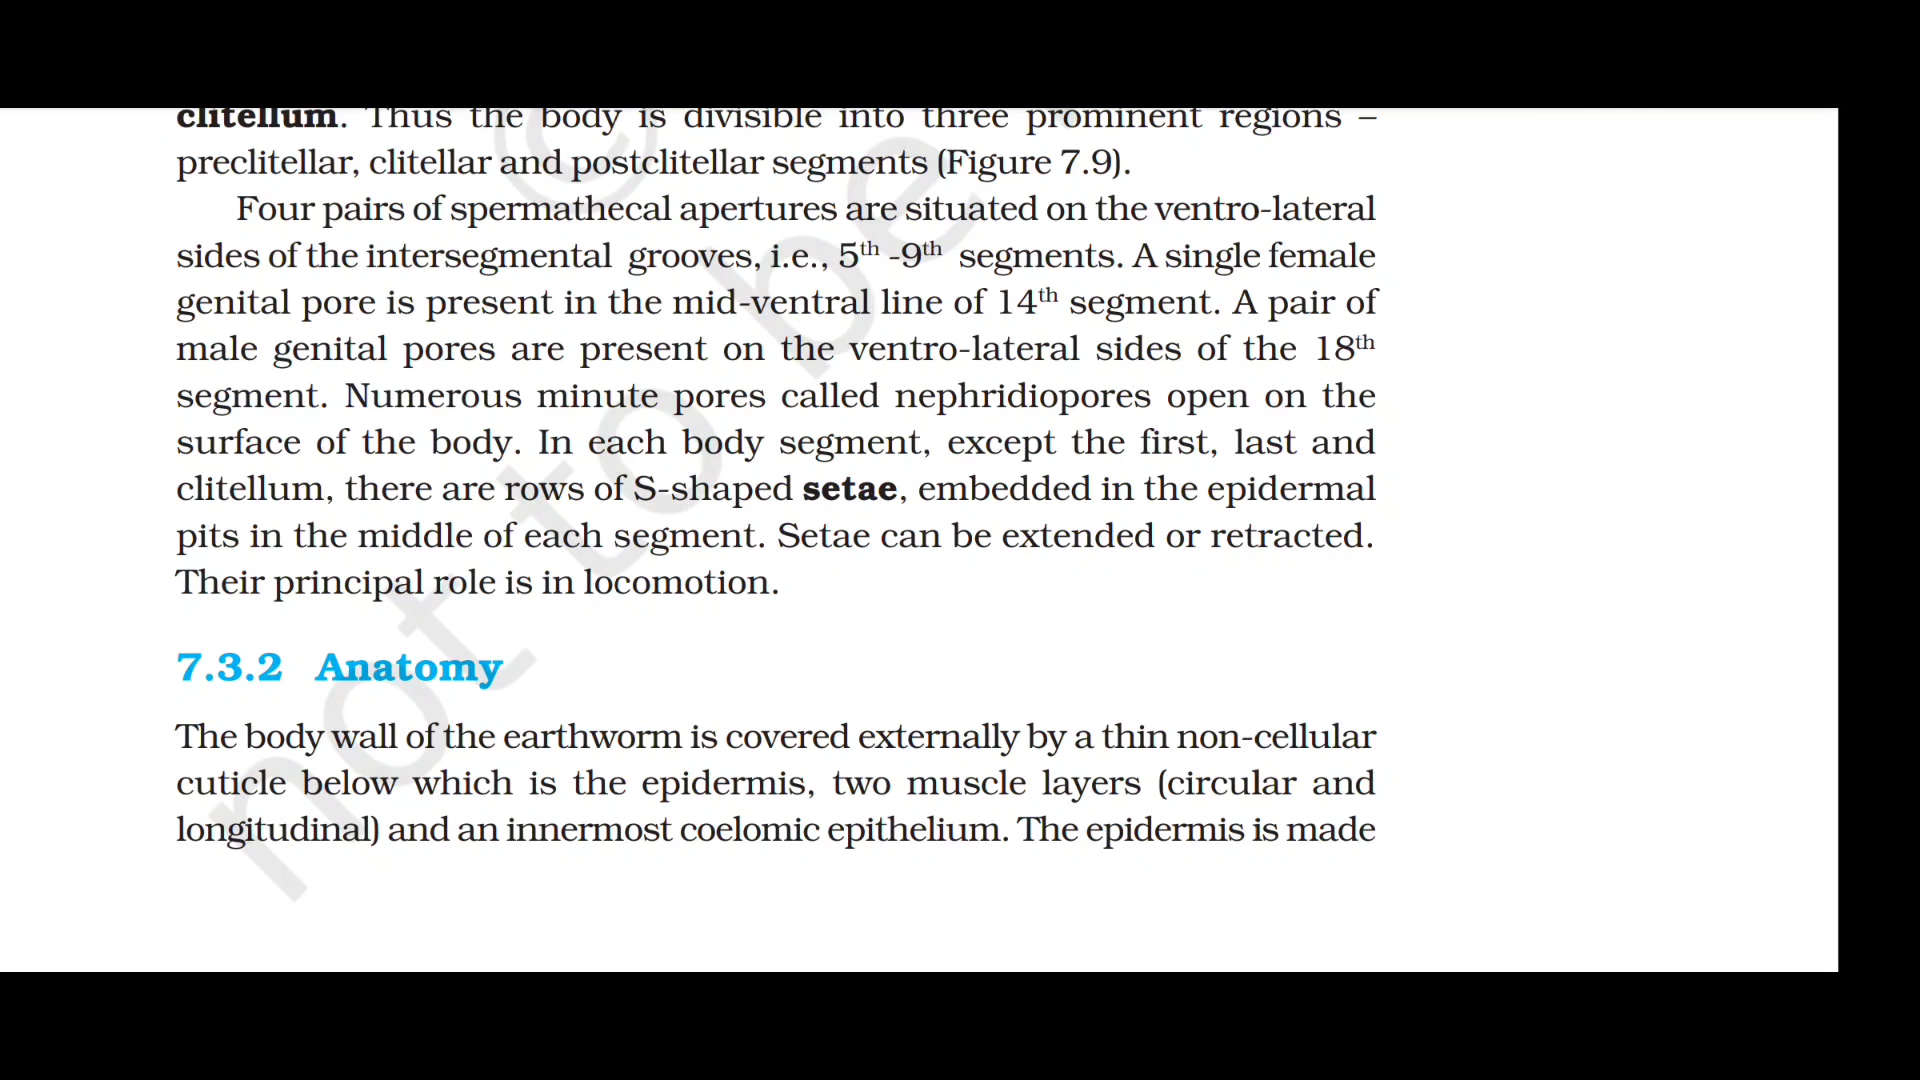 clitellum. Thus the body is divisible into three prominent regions –
preclitellar, clitellar and postclitellar segments (Figure 7.9).
Four pairs of spermathecal apertures are situated on the ventro-lateral
sides of the intersegmental grooves, i.e., 5th -9th segments. A single female
genital pore is present in the mid-ventral line of 14th segment. A pair of
male genital pores are present on the ventro-lateral sides of the 18th
segment. Numerous minute pores called nephridiopores open on the
surface of the body. In each body segment, except the first, last and
clitellum, there are rows of S-shaped setae, embedded in the epidermal
pits in the middle of each segment. Setae can be extended or retracted.
Their principal role is in locomotion.
7.3.2 Anatomy
The body wall of the earthworm is covered externally by a thin non-cellular
cuticle below which is the epidermis, two muscle layers (circular and
longitudinal) and an innermost coelomic epithelium. The epidermis is made
©
not to be